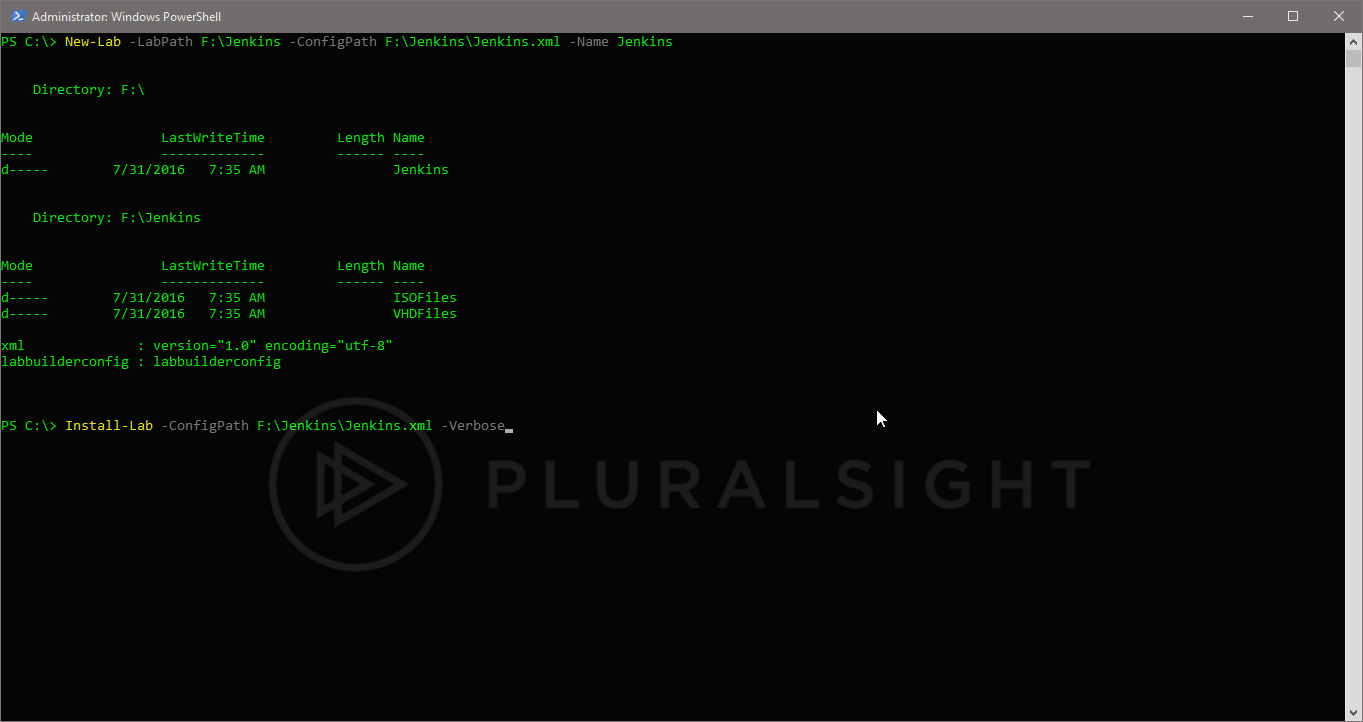 Administrator: Windows PowerShell
PS C:\> New-Lab -LabPath F:\Jenkins -ConfigPath F:\Jenkins\Jenkins.xml -Name Jenkins
Directory: F:\
Mode                LastWriteTime         Length Name
----                -------------         ------ ----
d-----        7/31/2016   7:35 AM                Jenkins
Directory: F:\Jenkins
Mode                LastWriteTime         Length Name
----                -------------         ------ ----
d-----        7/31/2016   7:35 AM                ISOFiles
d-----        7/31/2016   7:35 AM                VHDFiles
xml              : version="1.0" encoding="utf-8"
labbuilderconfig : labbuilderconfig
PS C:\> Install-Lab -ConfigPath F:\Jenkins\Jenkins.xml -Verbose
PLURALSIGHT